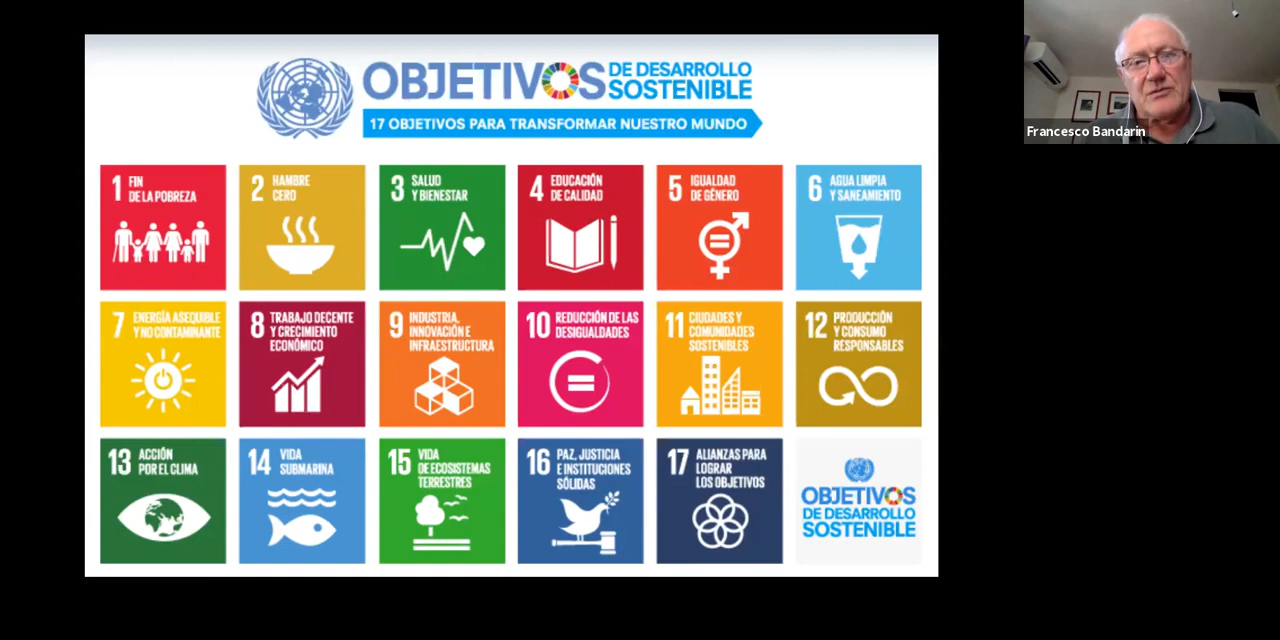 OBJETIVOS DE DESARROLLO
SOSTENIBLE
17 OBJETIVOS PARA TRANSFORMAR NUESTRO MUNDO
Francesco Bandarin
1 FIN
DE LA POBREZA
2 HAMBRE
CERO
3 SALUD
Y BIENESTAR
4 EDUCACIÓN
DE CALIDAD
5 IGUALDAD
DE GÉNERO
6 AGUA LIMPIA
Y SANEAMIENTO
7 ENERGÍA ASEQUIBLE
Y NO CONTAMINANTE
8 TRABAJO DECENTE
Y CRECIMIENTO
ECONÓMICO
9 INDUSTRIA,
INNOVACIÓN E
INFRAESTRUCTURA
10 REDUCCIÓN DE LAS
DESIGUALDADES
11 CIUDADES Y
COMUNIDADES
SOSTENIBLES
12 PRODUCCIÓN
Y CONSUMO
RESPONSABLES
13 ACCIÓN
POR EL CLIMA
14 VIDA
SUBMARINA
15 VIDA
DE ECOSISTEMAS
TERRESTRES
16 PAZ, JUSTICIA
E INSTITUCIONES
SÓLIDAS
17 ALIANZAS PARA
LOGRAR
LOS OBJETIVOS
OBJETIVOS
DE DESARROLLO
SOSTENIBLE